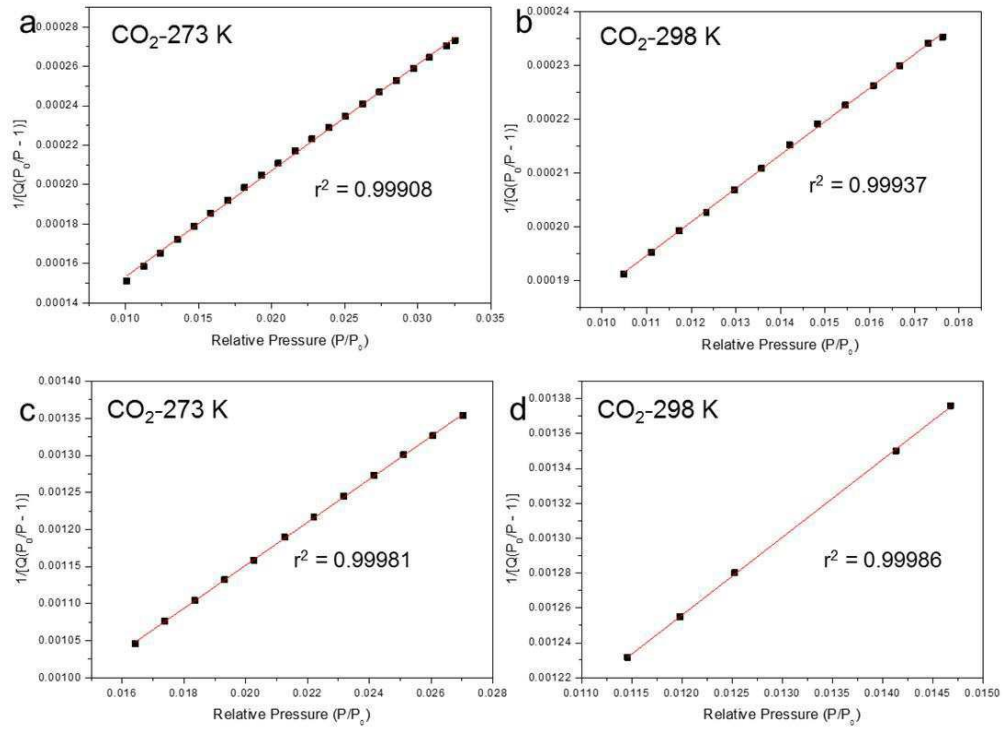 a
CO₂-273 K
r² = 0.99908
1/[Q(P₀/P - 1)]
0.00028
0.00026
0.00024
0.00022
0.00020
0.00018
0.00016
0.00014
0.010 0.015 0.020 0.025 0.030 0.035
Relative Pressure (P/P₀)
b
CO₂-298 K
r² = 0.99937
1/[Q(P₀/P - 1)]
0.00024
0.00023
0.00022
0.00021
0.00020
0.00019
0.010 0.011 0.012 0.013 0.014 0.015 0.016 0.017 0.018
Relative Pressure (P/P₀)
c
CO₂-273 K
r² = 0.99981
1/[Q(P₀/P - 1)]
0.00140
0.00135
0.00130
0.00125
0.00120
0.00115
0.00110
0.00105
0.00100
0.016 0.018 0.020 0.022 0.024 0.026 0.028
Relative Pressure (P/P₀)
d
CO₂-298 K
r² = 0.99986
1/[Q(P₀/P - 1)]
0.00138
0.00136
0.00134
0.00132
0.00130
0.00128
0.00126
0.00124
0.00122
0.0110 0.0115 0.0120 0.0125 0.0130 0.0135 0.0140 0.0145 0.0150
Relative Pressure (P/P₀)